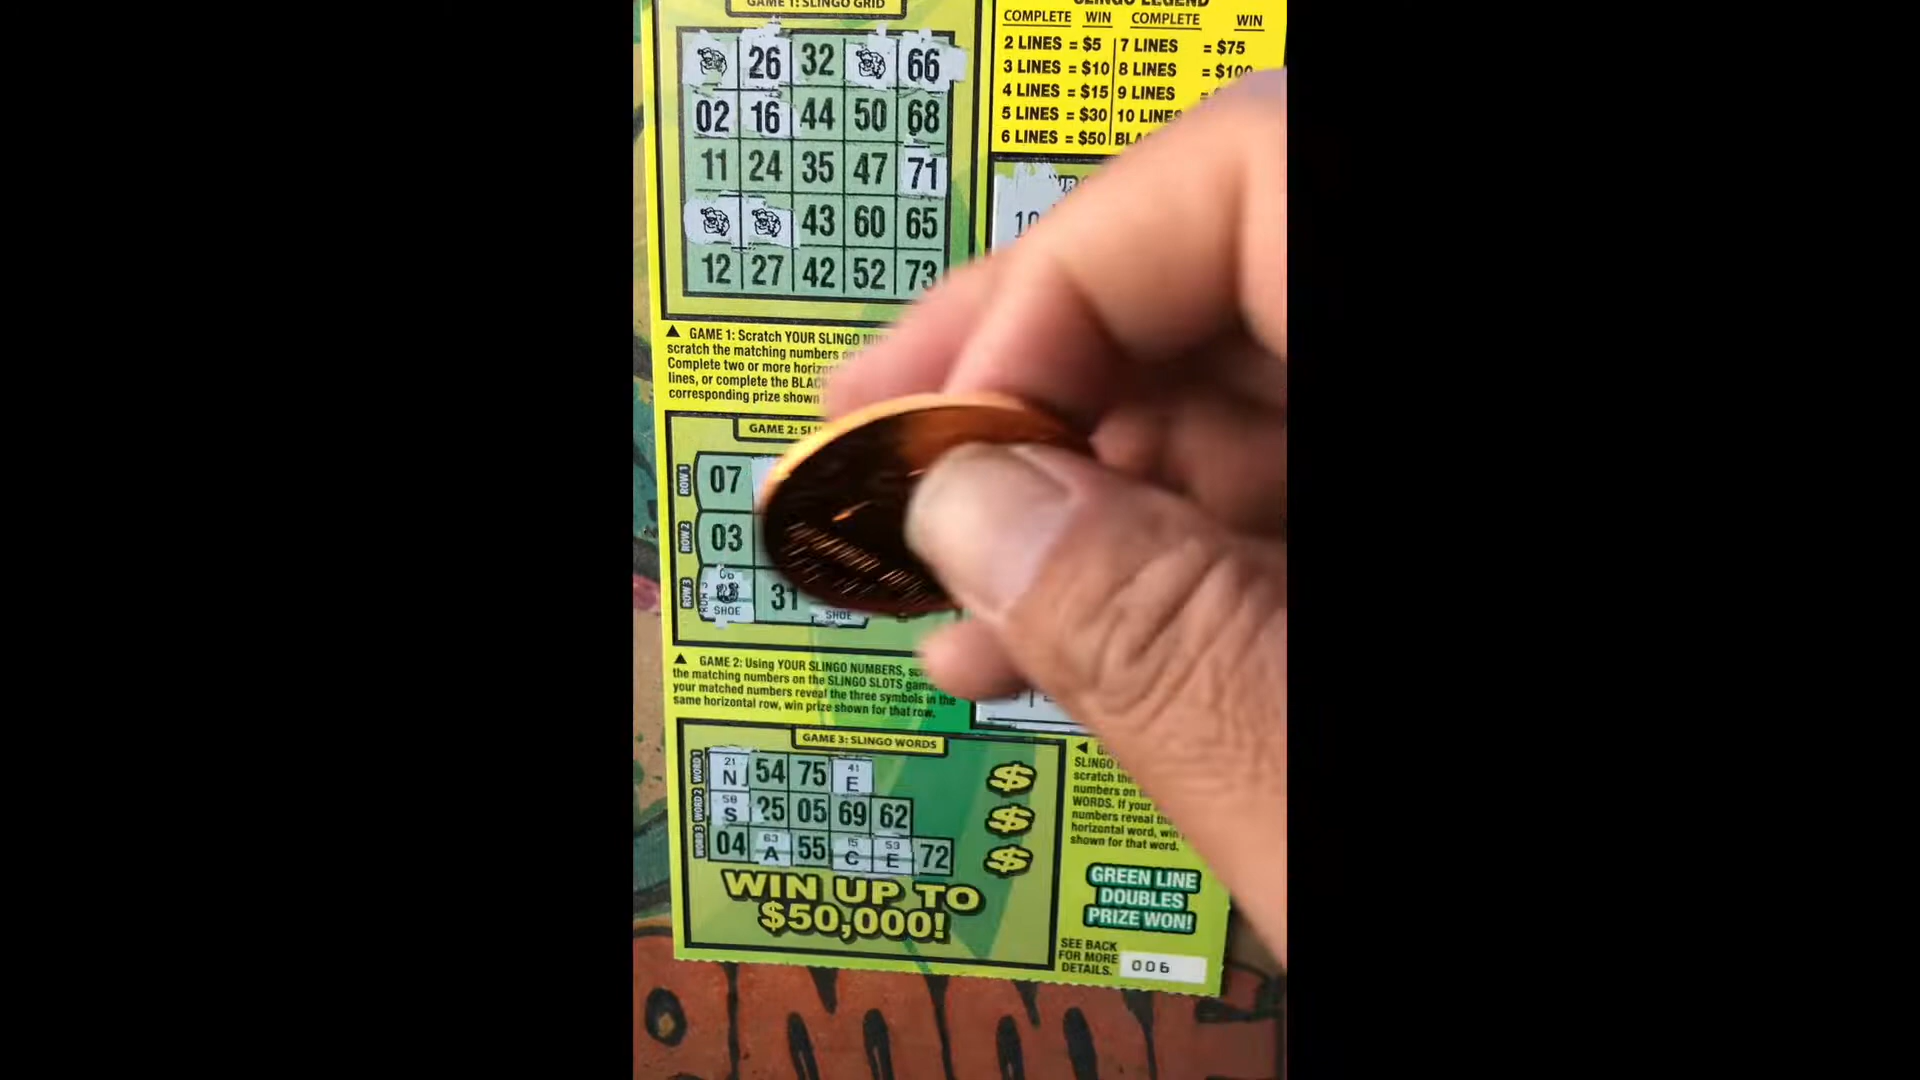 GAME 1: SLINGO GRID
26 32 66
02 16 44 50 68
11 24 35 47 71
43 60 65
12 27 42 52 73
SLINGO LEGEND
COMPLETE WIN COMPLETE WIN
2 LINES = $5 7 LINES = $75
3 LINES = $10 8 LINES = $100
4 LINES = $15 9 LINES =
5 LINES = $30 10 LINES
6 LINES = $50
10
▲ GAME 1: Scratch YOUR SLINGO
scratch the matching numbers
Complete two or more
lines, or complete the
corresponding prize shown
GAME 2:
ROW 1 07
ROW 2 03
ROW 3 SHOE 31 SHOE
▲ GAME 2: Using YOUR SLINGO NUMBERS,
the matching numbers on the SLINGO SLOTS
your matched numbers reveal the three symbols in the
same horizontal row, win prize shown for that row.
GAME 3: SLINGO WORDS
WORD 1 21 N 54 75 41 E $
WORD 2 58 S 25 05 69 62 $
WORD 3 04 63 A 55 15 C 53 E 72 $
WIN UP TO
$50,000!
SLINGO
scratch the
numbers on
WORDS. If your
numbers reveal
horizontal word, win
shown for that word.
GREEN LINE
DOUBLES
PRIZE WON!
SEE BACK
FOR MORE
DETAILS. 006